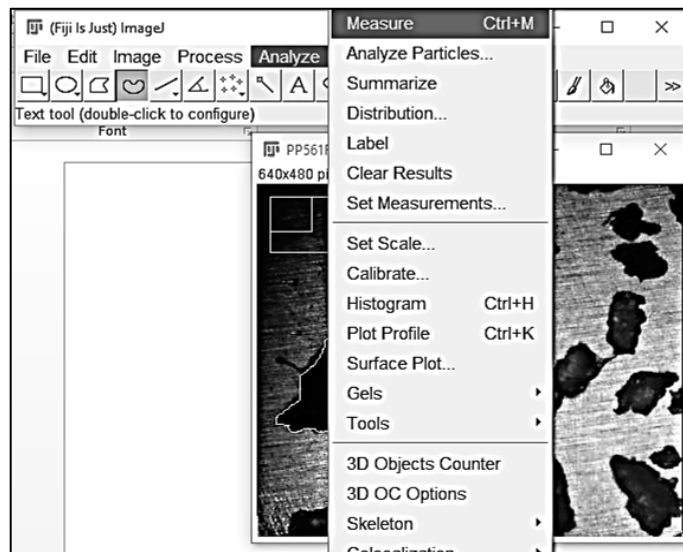 (Fiji Is Just) ImageJ
File Edit Image Process Analyze
Text tool (double-click to configure)
Font
640x480
Measure Ctrl+M
Analyze Particles...
Summarize
Distribution...
Label
Clear Results
Set Measurements...
Set Scale...
Calibrate...
Histogram Ctrl+H
Plot Profile Ctrl+K
Surface Plot...
Gels
Tools
3D Objects Counter
3D OC Options
Skeleton